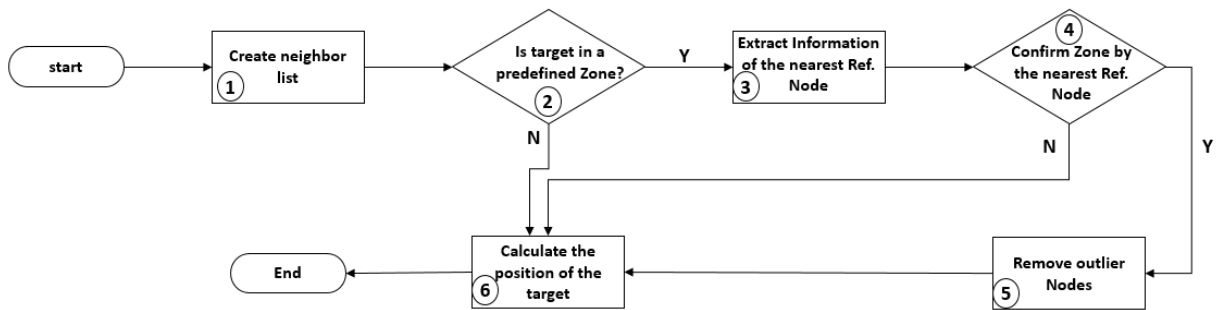 start
Create neighbor
list
1
Is target in a
predefined Zone?
2
Y
N
Extract Information
of the nearest Ref.
Node
3
4
Confirm Zone by
the nearest Ref.
Node
N
Y
Remove outlier
Nodes
5
Calculate the
position of the
target
6
End